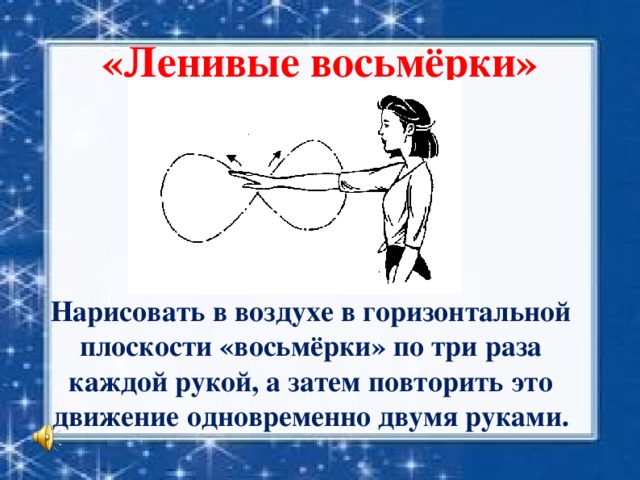 «Ленивые восьмёрки»
Нарисовать в воздухе в горизонтальной
плоскости «восьмёрки» по три раза
каждой рукой, а затем повторить это
движение одновременно двумя руками.